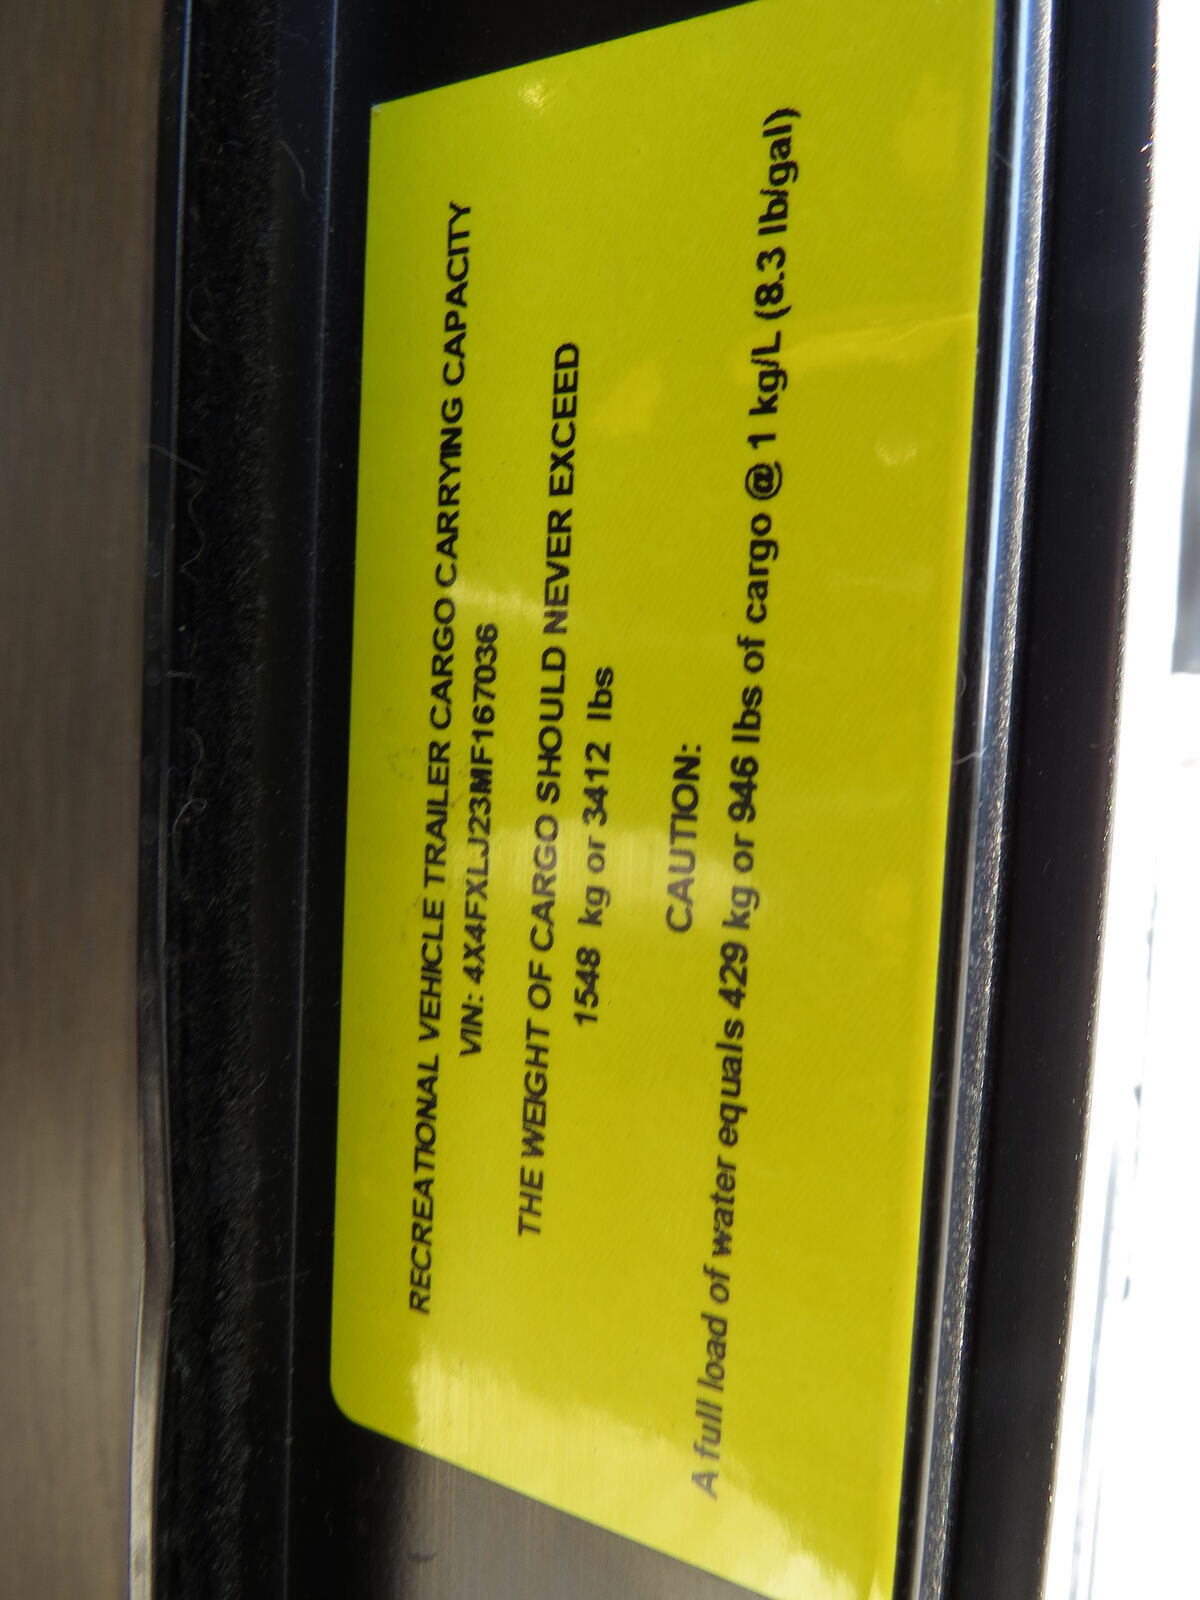 RECREATIONAL VEHICLE TRAILER CARGO CARRYING CAPACITY
VIN: 4X4FXLJ23MF167036
THE WEIGHT OF CARGO SHOULD NEVER EXCEED
1548 kg or 3412 lbs
CAUTION:
A full load of water equals 429 kg or 946 lbs of cargo @ 1 kg/L (8.3 lb/gal)